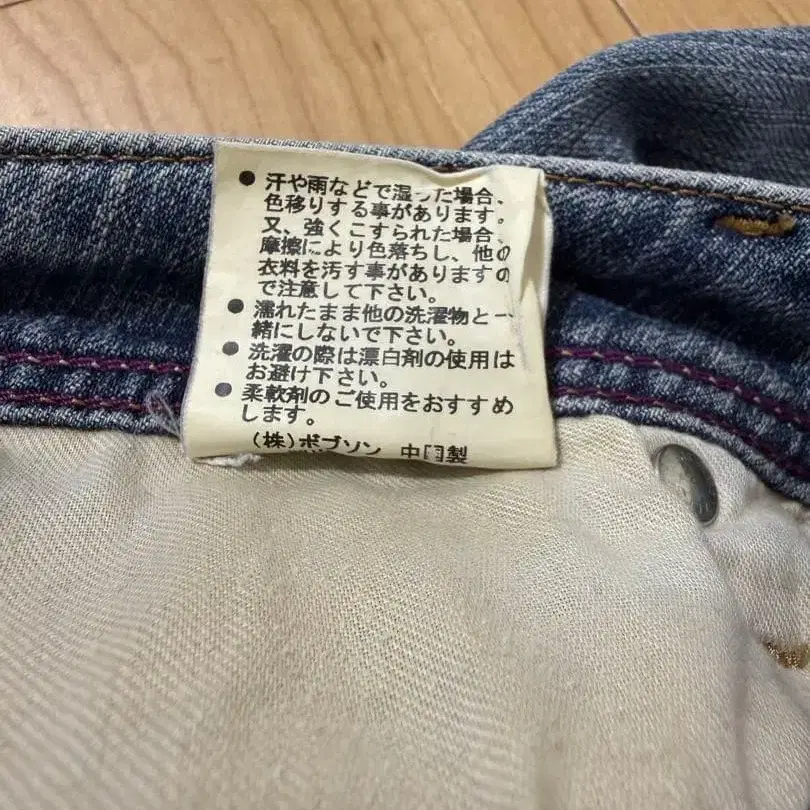 ● 汗や雨などで湿った場合、
色移りする事があります。
又、強くこすられた場合、
摩擦により色落ちし、他の
衣料を汚す事がありますの
で注意して下さい。
● 濡れたまま他の洗濯物と一
緒にしないで下さい。
● 洗濯の際は漂白剤の使用は
お避け下さい。
● 柔軟剤のご使用をおすすめ
します。
(株)ボブソン 中国製